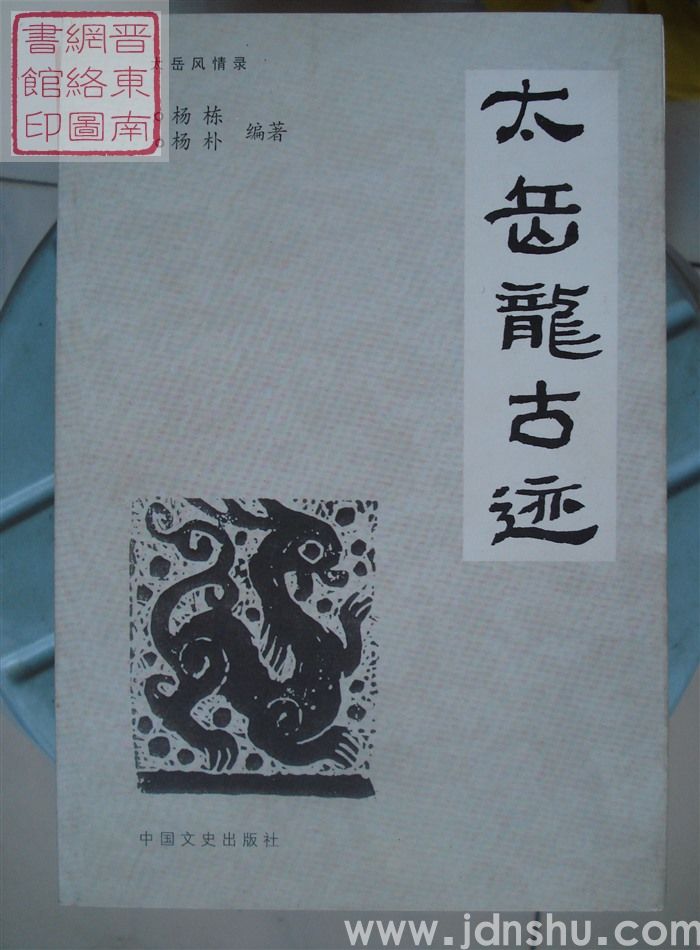 晋東南
網絡圖
書館印
太岳风情录
杨栋
杨朴
编著
太岳龍古迹
中国文史出版社
www.jdnshu.com